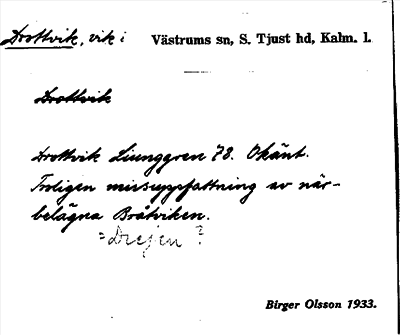 Drottvik, vik i Västrums sn, S. Tjust hd, Kalm. l.
Drottvik
Drottvik Liunggren 78. Okänt.
Troligen missuppfattning av när-
belägna Bråtviken.
= Drejen ?
Birger Olsson 1933.